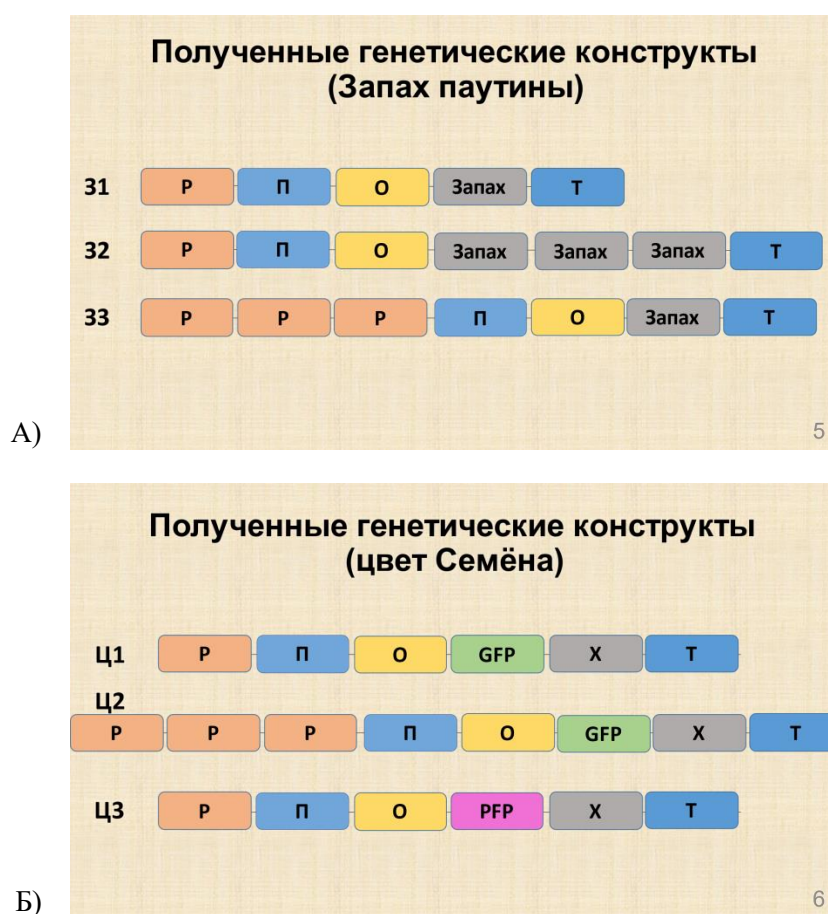 Полученные генетические конструкты
(Запах паутины)
З1 Р П О Запах Т
З2 Р П О Запах Запах Запах Т
З3 Р Р Р П О Запах Т
А) 5
Полученные генетические конструкты
(цвет Семёна)
Ц1 Р П О GFP Х Т
Ц2
Р Р Р П О GFP Х Т
Ц3 Р П О PFP Х Т
Б) 6